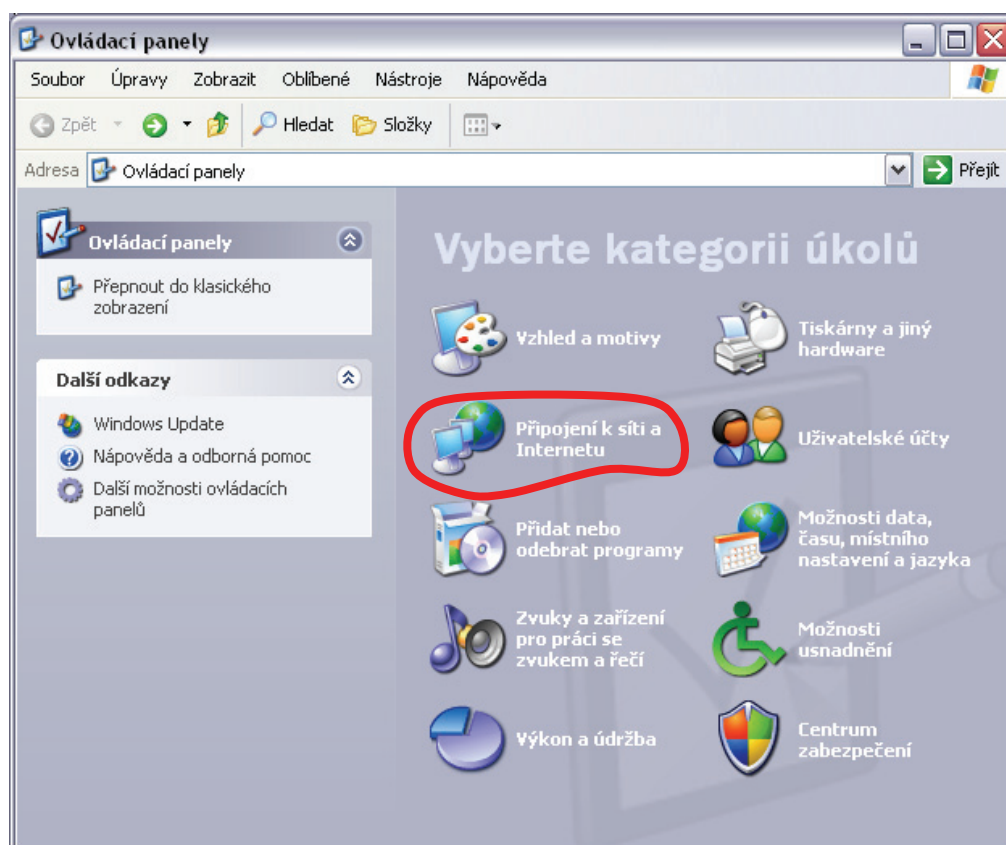 Ovládací panely
Soubor Úpravy Zobrazit Oblíbené Nástroje Nápověda
Zpět Hledat Složky
Adresa Ovládací panely Přejít
Ovládací panely
Přepnout do klasického
zobrazení
Další odkazy
Windows Update
Nápověda a odborná pomoc
Další možnosti ovládacích
panelů
Vyberte kategorii úkolů
Vzhled a motivy
Tiskárny a jiný
hardware
Připojení k síti a
Internetu
Uživatelské účty
Přidat nebo
odebrat programy
Možnosti data,
času, místního
nastavení a jazyka
Zvuky a zařízení
pro práci se
zvukem a řečí
Možnosti
usnadnění
Výkon a údržba
Centrum
zabezpečení